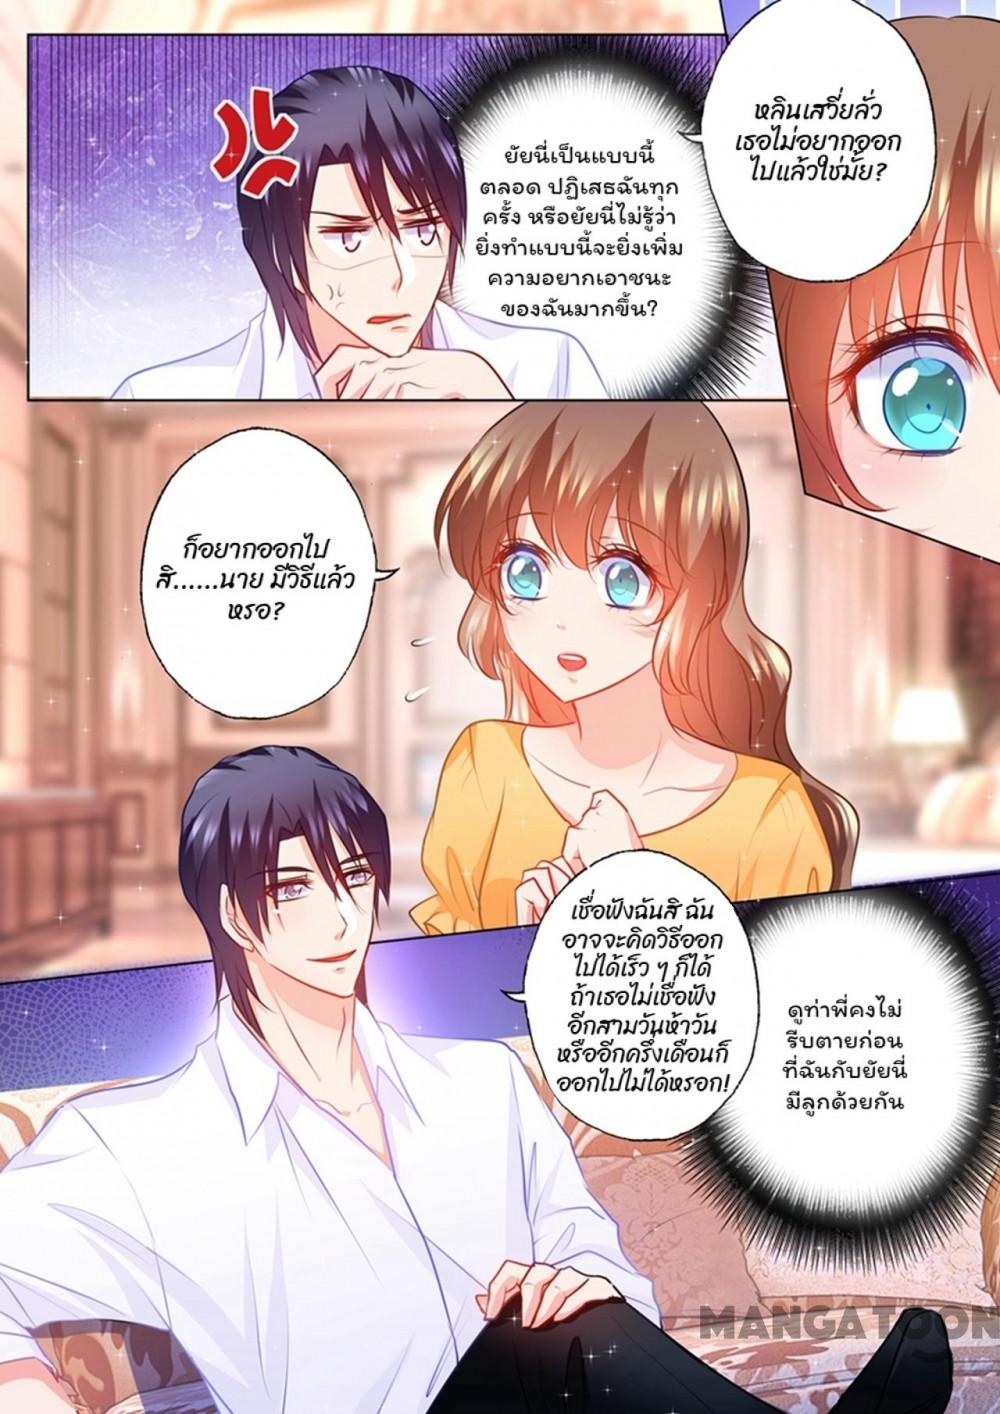 ยัยนี่เป็นแบบนี้
ตลอด ปฏิเสธฉันทุก
ครั้ง หรือยัยนี่ไม่รู้ว่า
ยิ่งทำแบบนี้จะยิ่งเพิ่ม
ความอยากเอาชนะ
ของฉันมากขึ้น?
หลินเสวี่ยลั่ว
เธอไม่อยากออก
ไปแล้วใช่มั้ย?
ก็อยากออกไป
สิ......นาย มีวิธีแล้ว
หรอ?
เชื่อฟังฉันสิ ฉัน
อาจจะคิดวิธีออก
ไปได้เร็ว ๆ ก็ได้
ถ้าเธอไม่เชื่อฟัง
อีกสามวันห้าวัน
หรืออีกครึ่งเดือนก็
ออกไปไม่ได้หรอก!
ดูท่าพี่คงไม่
รีบตายก่อน
ที่ฉันกับยัยนี่
มีลูกด้วยกัน
MANGATOON